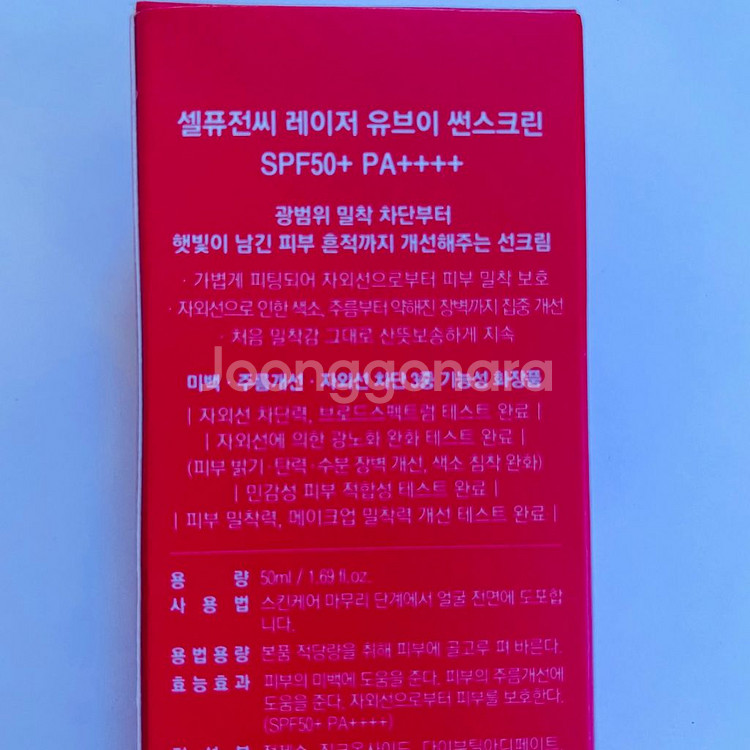 셀퓨전씨 레이저 유브이 썬스크린
SPF50+ PA++++
광범위 밀착 차단부터
햇빛이 남긴 피부 흔적까지 개선해주는 선크림
· 가볍게 피팅되어 자외선으로부터 피부 밀착 보호
· 자외선으로 인한 색소, 주름부터 약해진 장벽까지 집중 개선
· 처음 밀착감 그대로 산뜻보송하게 지속
loonggongra
미백 · 주름개선 · 자외선 차단 3중 기능성 화장품
| 자외선 차단력, 브로드스펙트럼 테스트 완료 |
| 자외선에 의한 광노화 완화 테스트 완료 |
(피부 밝기 · 탄력 · 수분 장벽 개선, 색소 침착 완화)
| 민감성 피부 적합성 테스트 완료 |
| 피부 밀착력, 메이크업 밀착력 개선 테스트 완료 |
용 량 50ml / 1.69 fl.oz.
사 용 법 스킨케어 마무리 단계에서 얼굴 전면에 도포합
니다.
용법용량 본품 적당량을 취해 피부에 골고루 펴 바른다.
효능효과 피부의 미백에 도움을 준다. 피부의 주름개선에
도움을 준다. 자외선으로부터 피부를 보호한다.
(SPF50+ PA++++)